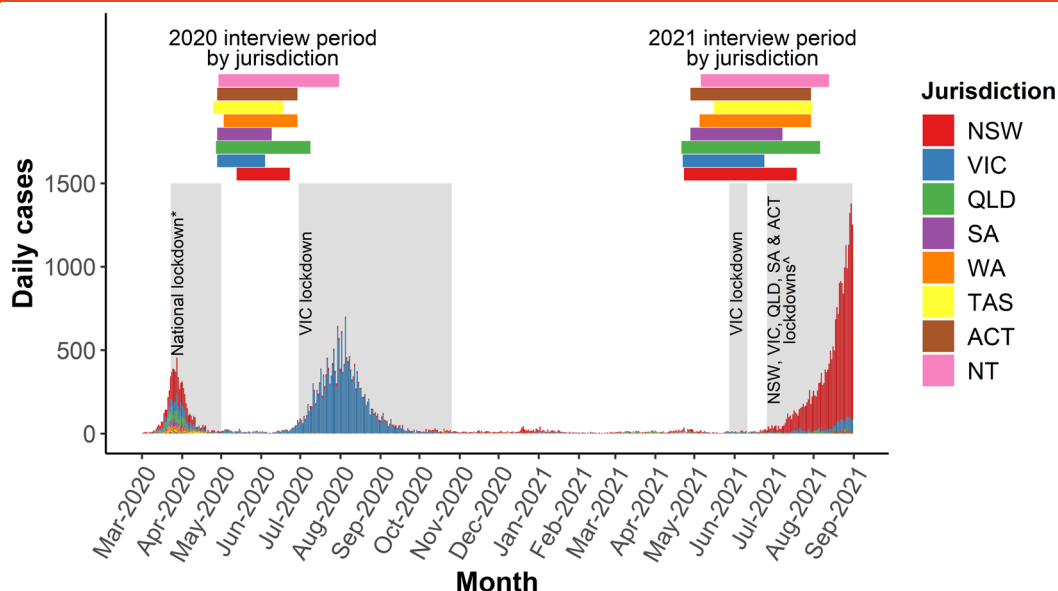 2020 interview period
by jurisdiction
2021 interview period
by jurisdiction
Jurisdiction
NSW
VIC
QLD
SA
WA
TAS
ACT
NT
Daily cases
1500
1000
500
0
National lockdown*
VIC lockdown
VIC lockdown
NSW, VIC, QLD, SA & ACT
lockdowns^
Mar-2020
Apr-2020
May-2020
Jun-2020
Jul-2020
Aug-2020
Sep-2020
Oct-2020
Nov-2020
Dec-2020
Jan-2021
Feb-2021
Mar-2021
Apr-2021
May-2021
Jun-2021
Jul-2021
Aug-2021
Sep-2021
Month